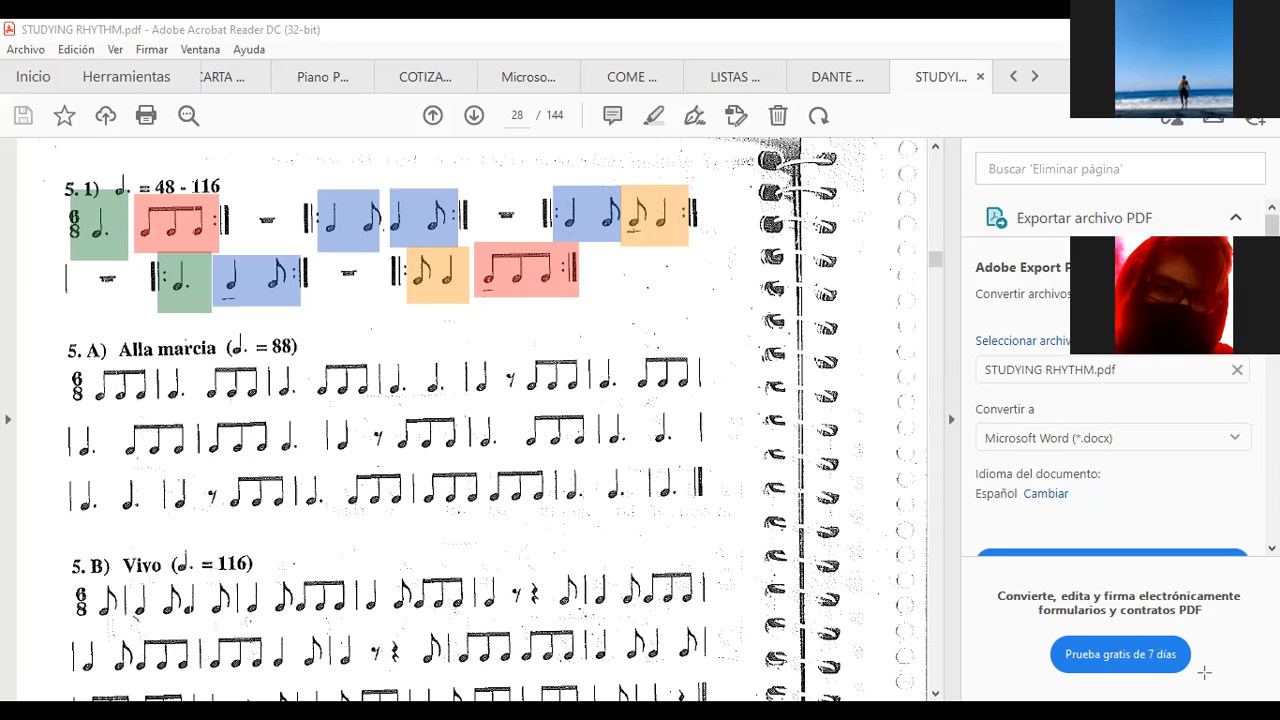 STUDYING RHYTHM.pdf - Adobe Acrobat Reader DC (32-bit)
Archivo Edición Ver Firmar Ventana Ayuda
Inicio Herramientas CARTA ... Piano P... COTIZA... Microso... COME ... LISTAS ... DANTE ... STUDYI...
28 / 144
Buscar 'Eliminar página'
Exportar archivo PDF
Adobe Export
Convertir archivos
Seleccionar
STUDYING RHYTHM.pdf
Convertir a
Microsoft Word (*.docx)
Idioma del documento:
Español Cambiar
Convierte, edita y firma electrónicamente
formularios y contratos PDF
Prueba gratis de 7 días
5. 1) = 48 - 116
6
8
5. A) Alla marcia ( = 88)
6
8
5. B) Vivo ( = 116)
6
8